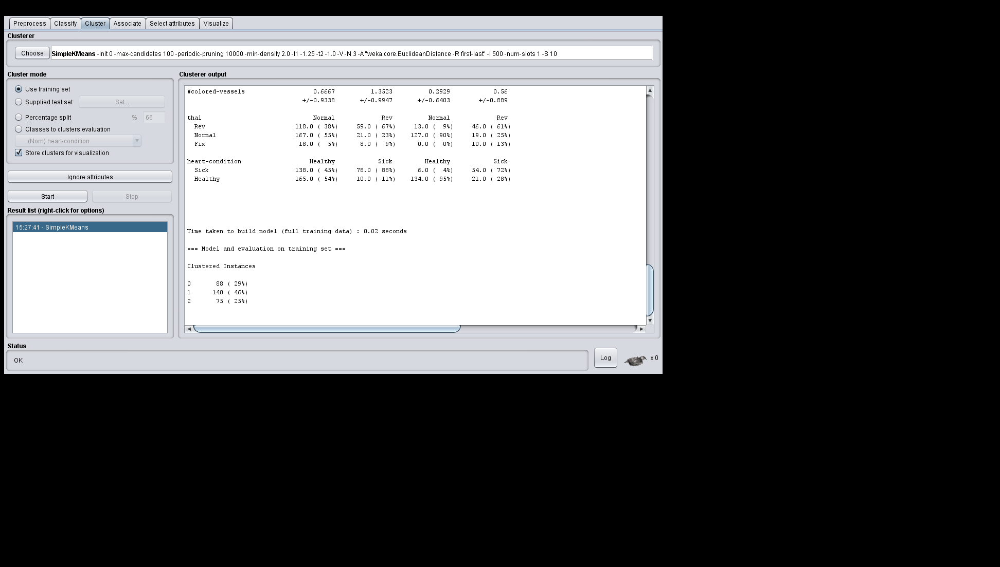 Preprocess Classify Cluster Associate Select attributes Visualize
Clusterer
Choose SimpleKMeans -init 0 -max-candidates 100 -periodic-pruning 10000 -min-density 2.0 -t1 -1.25 -t2 -1.0 -V -N 3 -A "weka.core.EuclideanDistance -R first-last" -I 500 -num-slots 1 -S 10
Cluster mode
Use training set
Supplied test set Set...
Percentage split % 66
Classes to clusters evaluation
(Nom) heart-condition
Store clusters for visualization
Ignore attributes
Start Stop
Result list (right-click for options)
15:27:41 - SimpleKMeans
Clusterer output
#colored-vessels 0.6667 1.3523 0.2929 0.56
+/-0.9338 +/-0.9947 +/-0.6403 +/-0.889
thal Normal Rev Normal Rev
Rev 118.0 ( 38%) 59.0 ( 67%) 13.0 ( 9%) 46.0 ( 61%)
Normal 167.0 ( 55%) 21.0 ( 23%) 127.0 ( 90%) 19.0 ( 25%)
Fix 18.0 ( 5%) 8.0 ( 9%) 0.0 ( 0%) 10.0 ( 13%)
heart-condition Healthy Sick Healthy Sick
Sick 138.0 ( 45%) 78.0 ( 88%) 6.0 ( 4%) 54.0 ( 72%)
Healthy 165.0 ( 54%) 10.0 ( 11%) 134.0 ( 95%) 21.0 ( 28%)
Time taken to build model (full training data) : 0.02 seconds
=== Model and evaluation on training set ===
Clustered Instances
0 88 ( 29%)
1 140 ( 46%)
2 75 ( 25%)
Status
OK
Log x 0